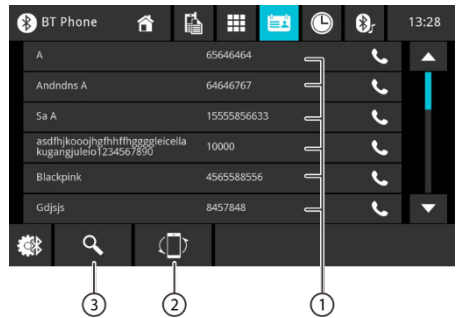 BT Phone
13:28
A 65646464
Andndns A 64646767
Sa A 15555856633
asdfhjkooojhgfhhffhggggleicella
kugangjuleio1234567890 10000
Blackpink 4565588556
Gdjsjs 8457848
3 2 1